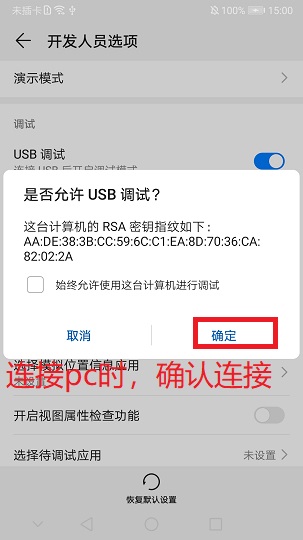 未插卡 100% 15:00
开发人员选项
演示模式
调试
USB 调试
连接 USB 后开启调试模式
是否允许 USB 调试？
这台计算机的 RSA 密钥指纹如下：
AA:DE:38:3B:CC:59:6C:C1:EA:8D:70:36:CA:
82:02:2A
始终允许使用这台计算机进行调试
取消 确定
选择模拟位置信息应用
未设置
连接pc时，确认连接
开启视图属性检查功能
选择待调试应用 未设置
恢复默认设置